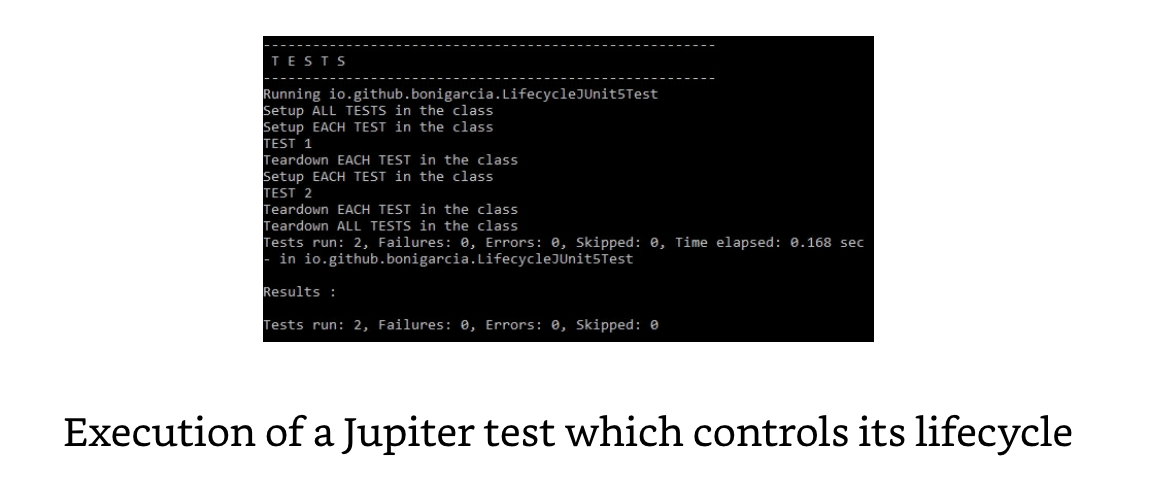 -------------------------------------------------------
T E S T S
-------------------------------------------------------
Running io.github.bonigarcia.LifecycleJUnit5Test
Setup ALL TESTS in the class
Setup EACH TEST in the class
TEST 1
Teardown EACH TEST in the class
Setup EACH TEST in the class
TEST 2
Teardown EACH TEST in the class
Teardown ALL TESTS in the class
Tests run: 2, Failures: 0, Errors: 0, Skipped: 0, Time elapsed: 0.168 sec
- in io.github.bonigarcia.LifecycleJUnit5Test
Results :
Tests run: 2, Failures: 0, Errors: 0, Skipped: 0
Execution of a Jupiter test which controls its lifecycle